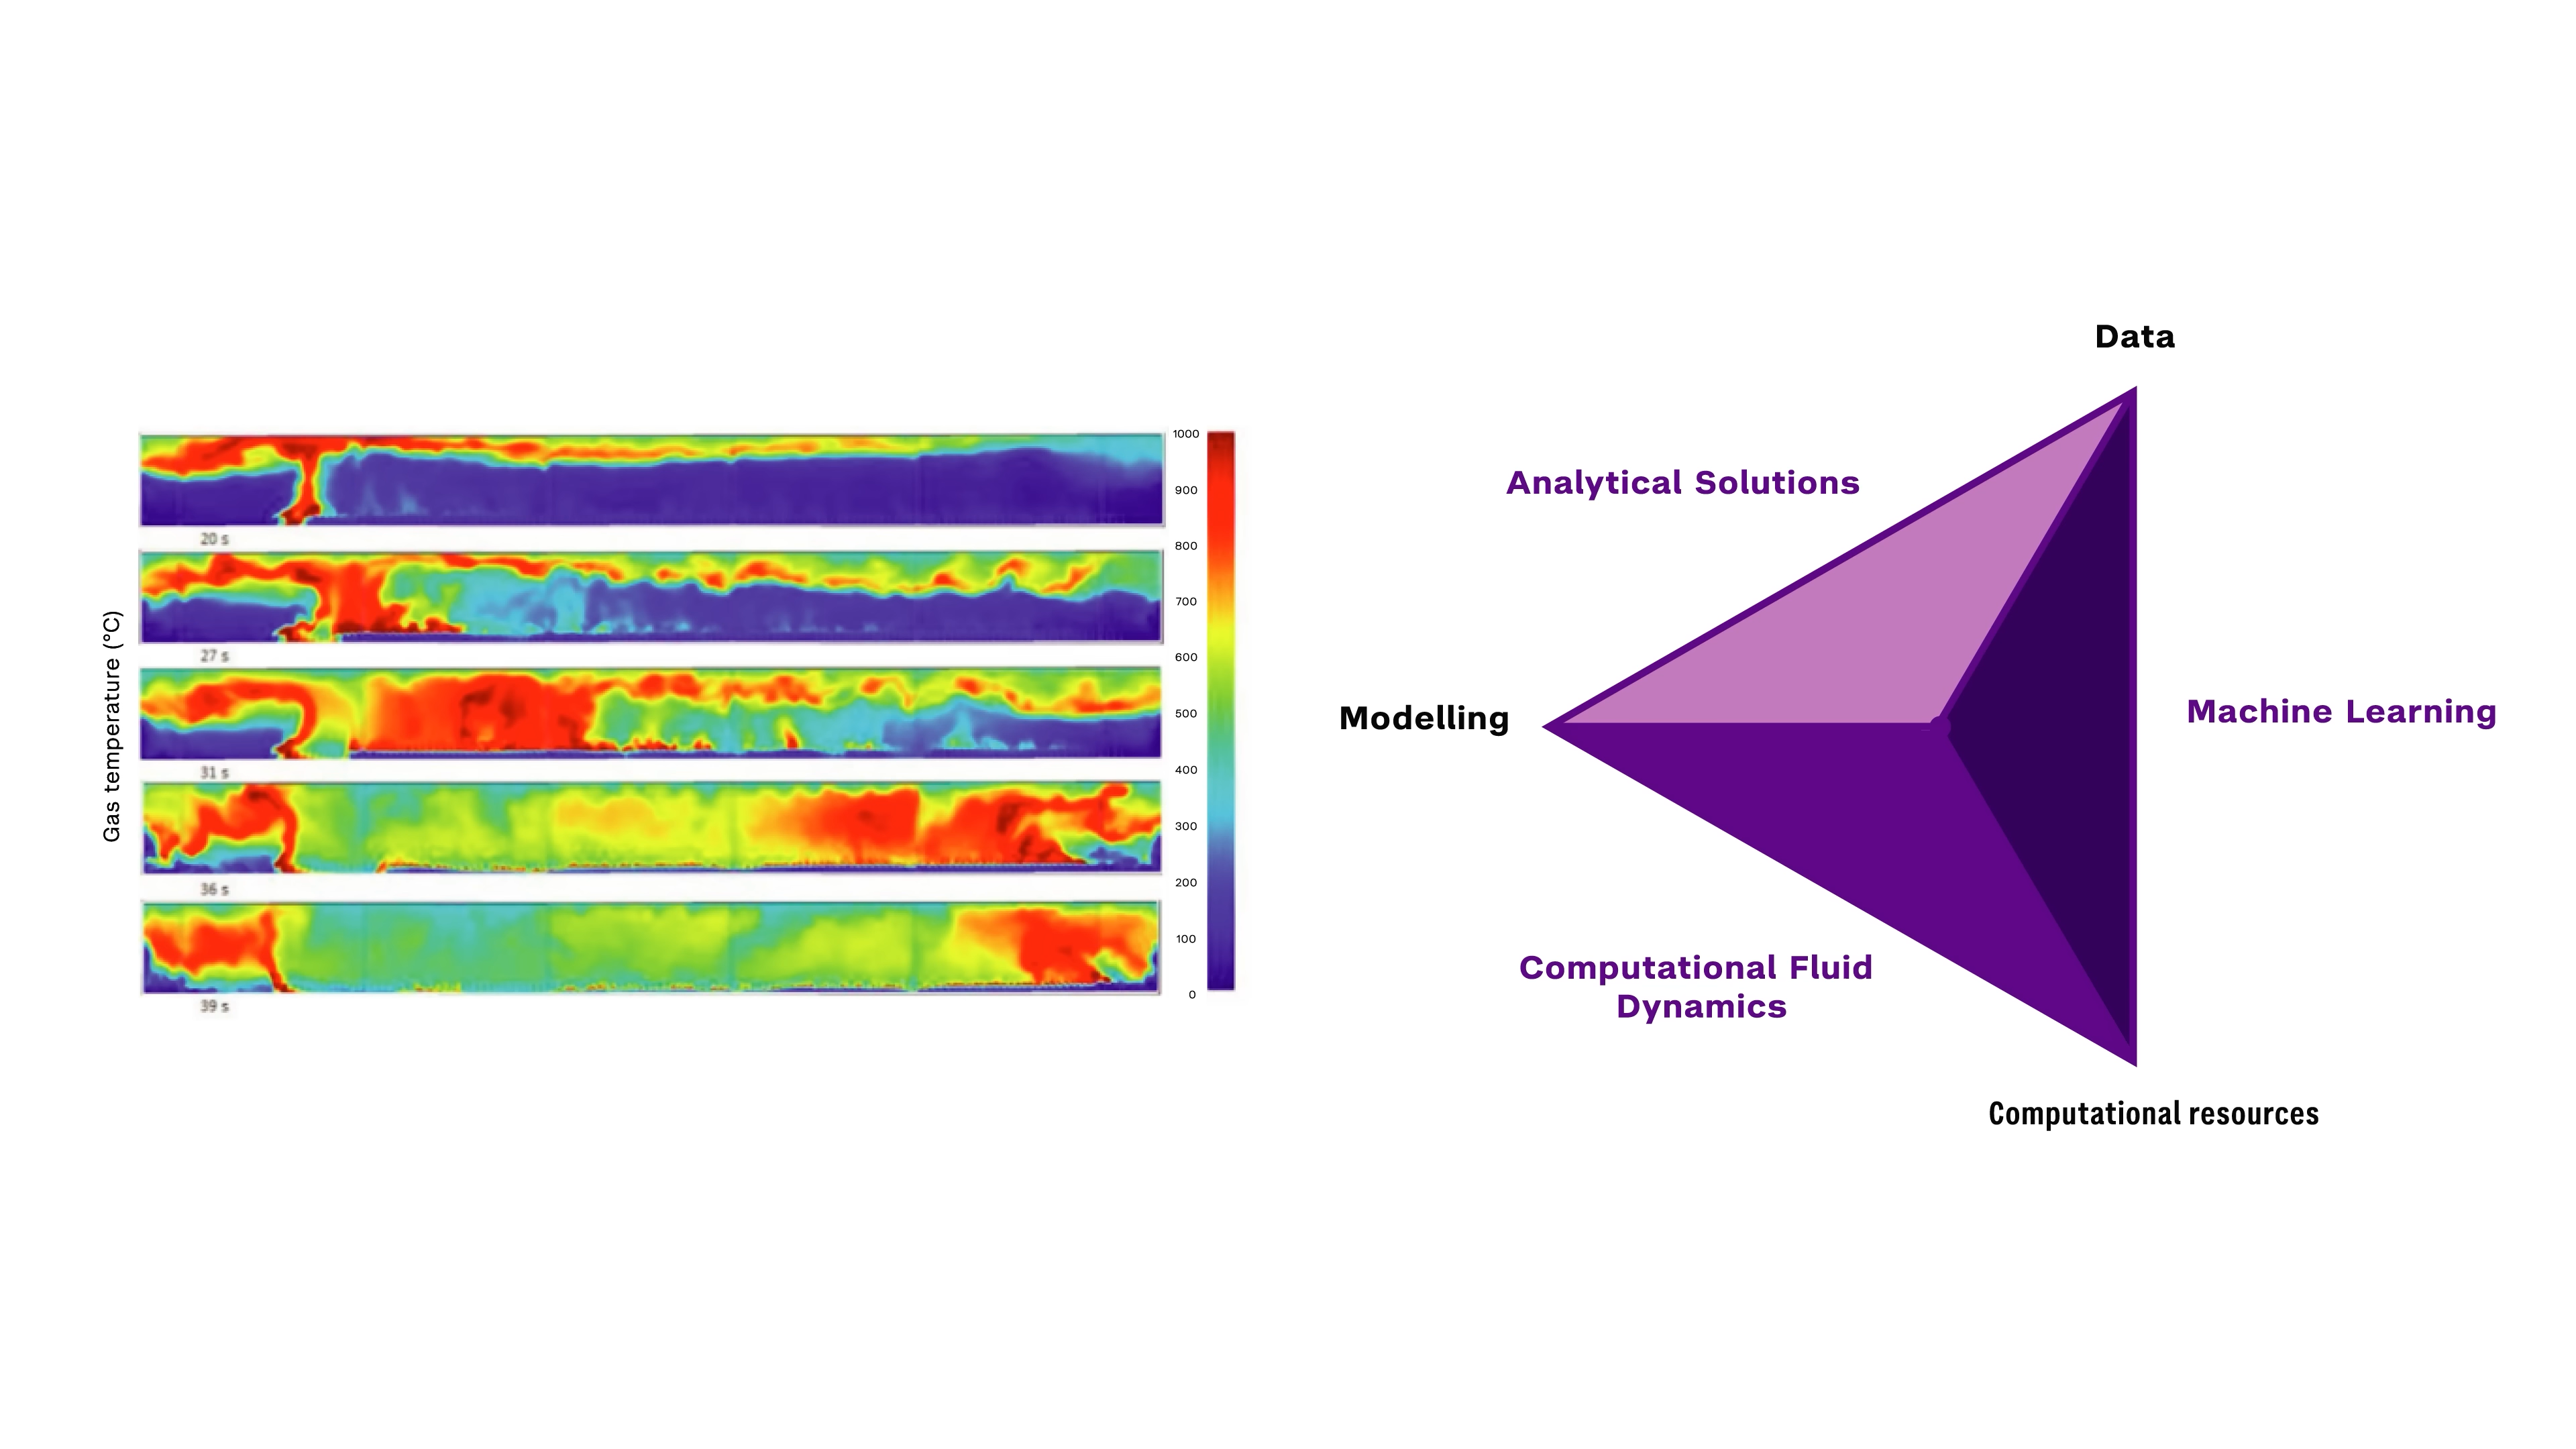 Gas temperature (°C)
20 s
27 s
31 s
36 s
39 s
1000
900
800
700
600
500
400
300
200
100
0
Data
Analytical Solutions
Modelling
Machine Learning
Computational Fluid
Dynamics
Computational resources